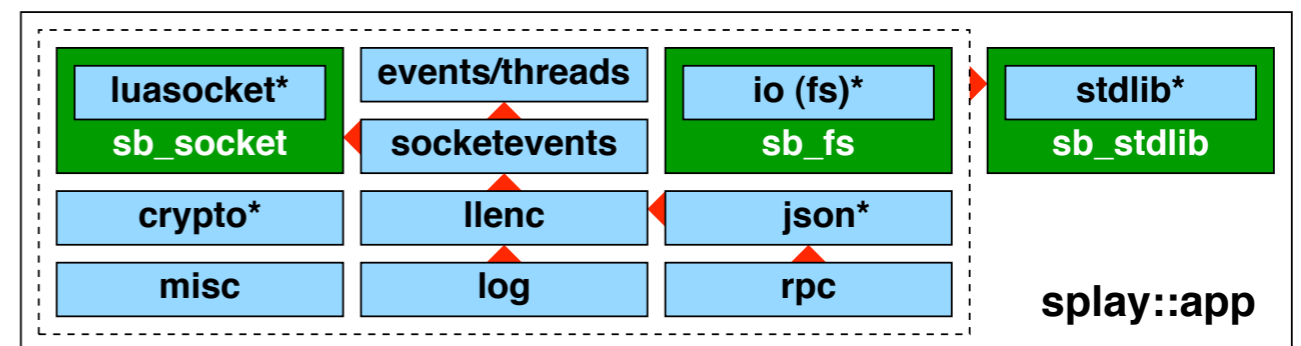 events/threads
luasocket*
io (fs)*
stdlib*
sb_socket
socketevents
sb_fs
sb_stdlib
crypto*
llenc
json*
misc
log
rpc
splay::app